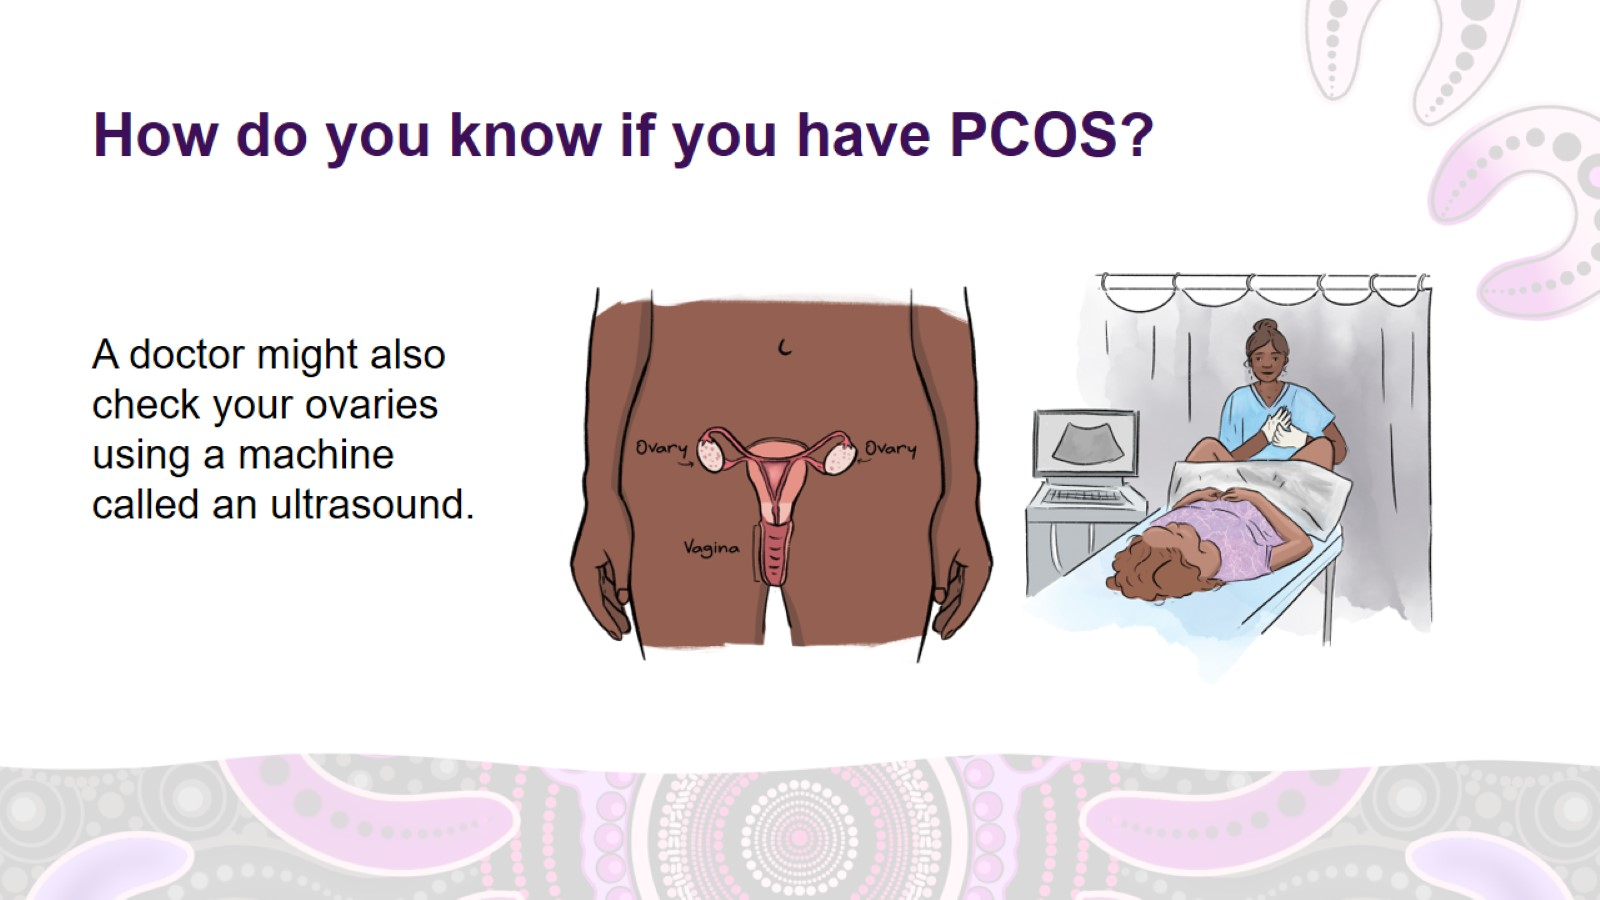 How do you know if you have PCOS?
A doctor might also
check your ovaries
using a machine
called an ultrasound.
Ovary
Ovary
Vagina